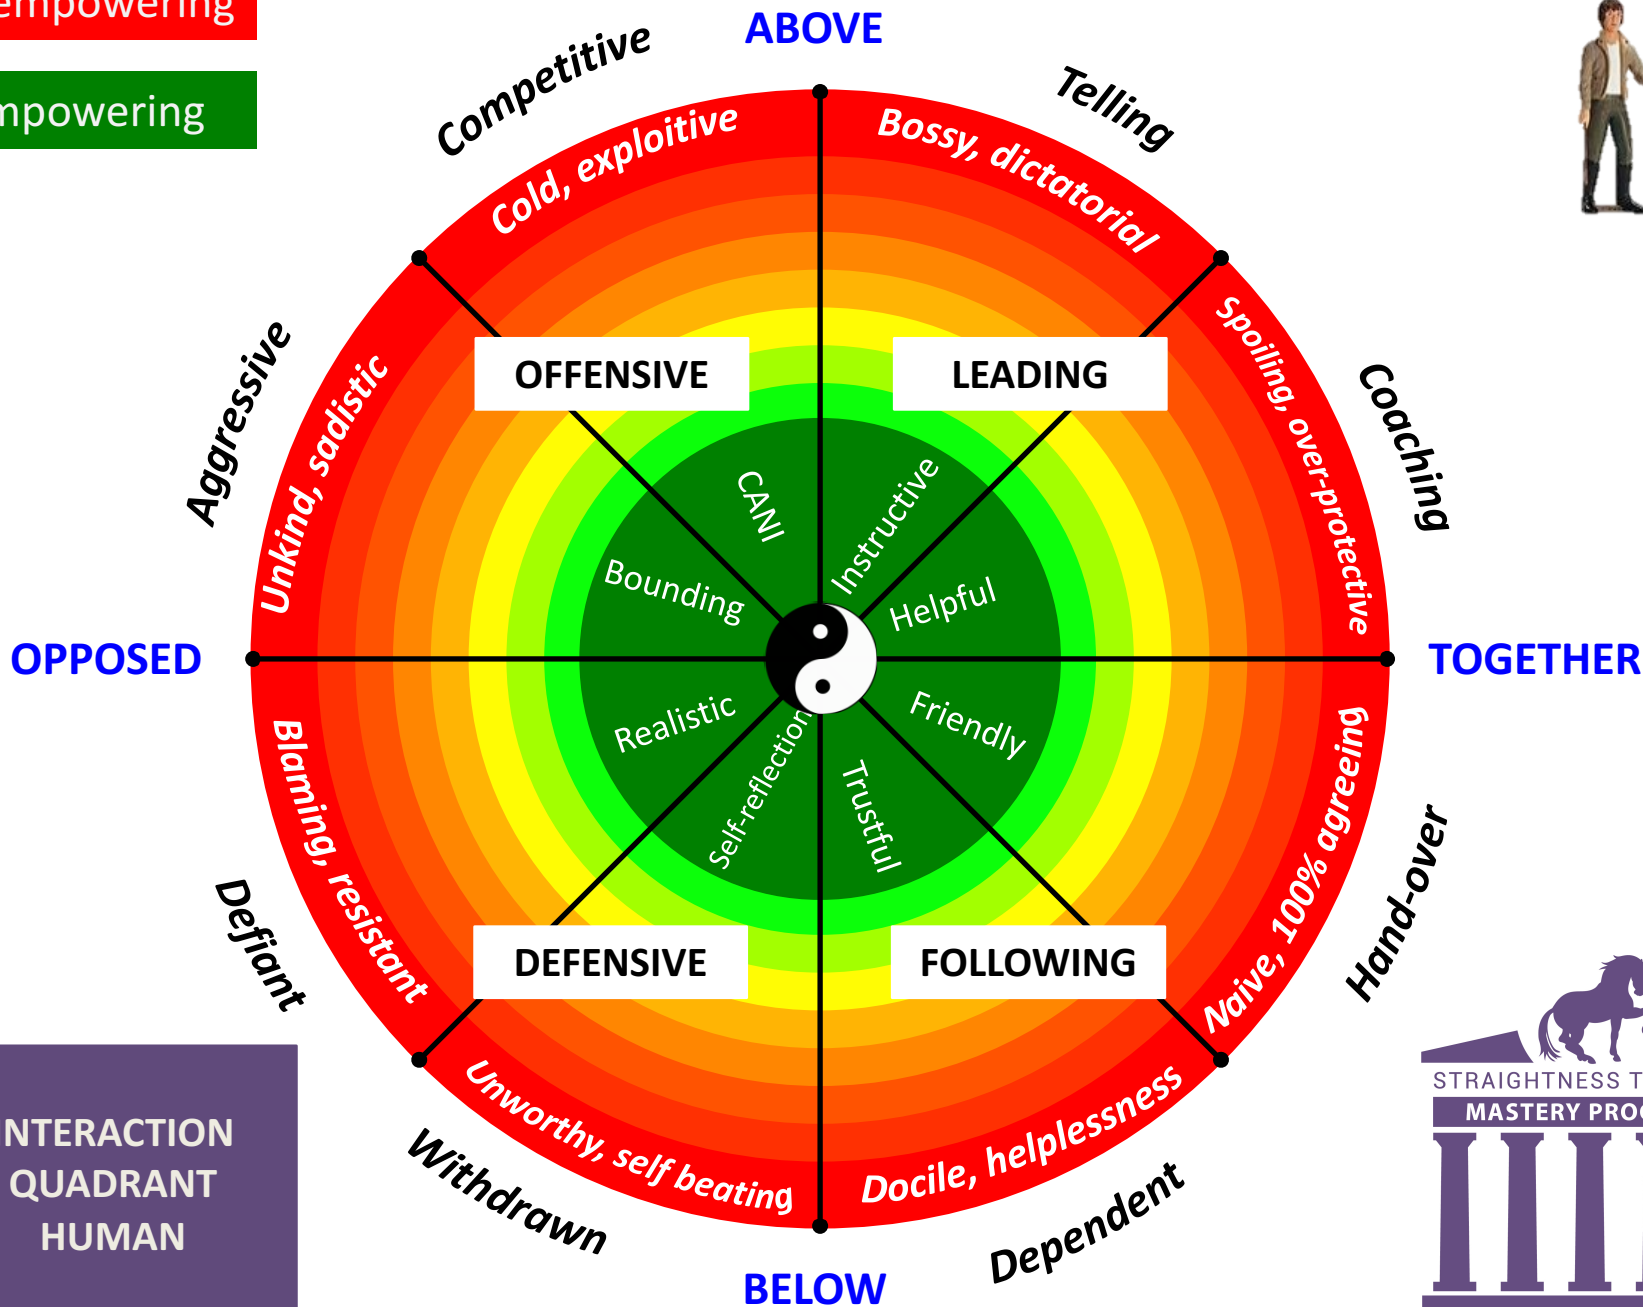 empowering
mpowering
ABOVE
Competitive
Telling
Cold, exploitive
Bossy, dictatorial
Aggressive
Coaching
Unkind, sadistic
Spoiling, over-protective
OFFENSIVE
LEADING
CANI
Instructive
Bounding
Helpful
OPPOSED
TOGETHER
Realistic
Friendly
Self-reflection
Trustful
Blaming, resistant
Naive, 100% agreeing
Defiant
Hand-over
DEFENSIVE
FOLLOWING
Unworthy, self beating
Docile, helplessness
Withdrawn
Dependent
BELOW
NTERACTION
QUADRANT
HUMAN
STRAIGHTNESS T
MASTERY PRO